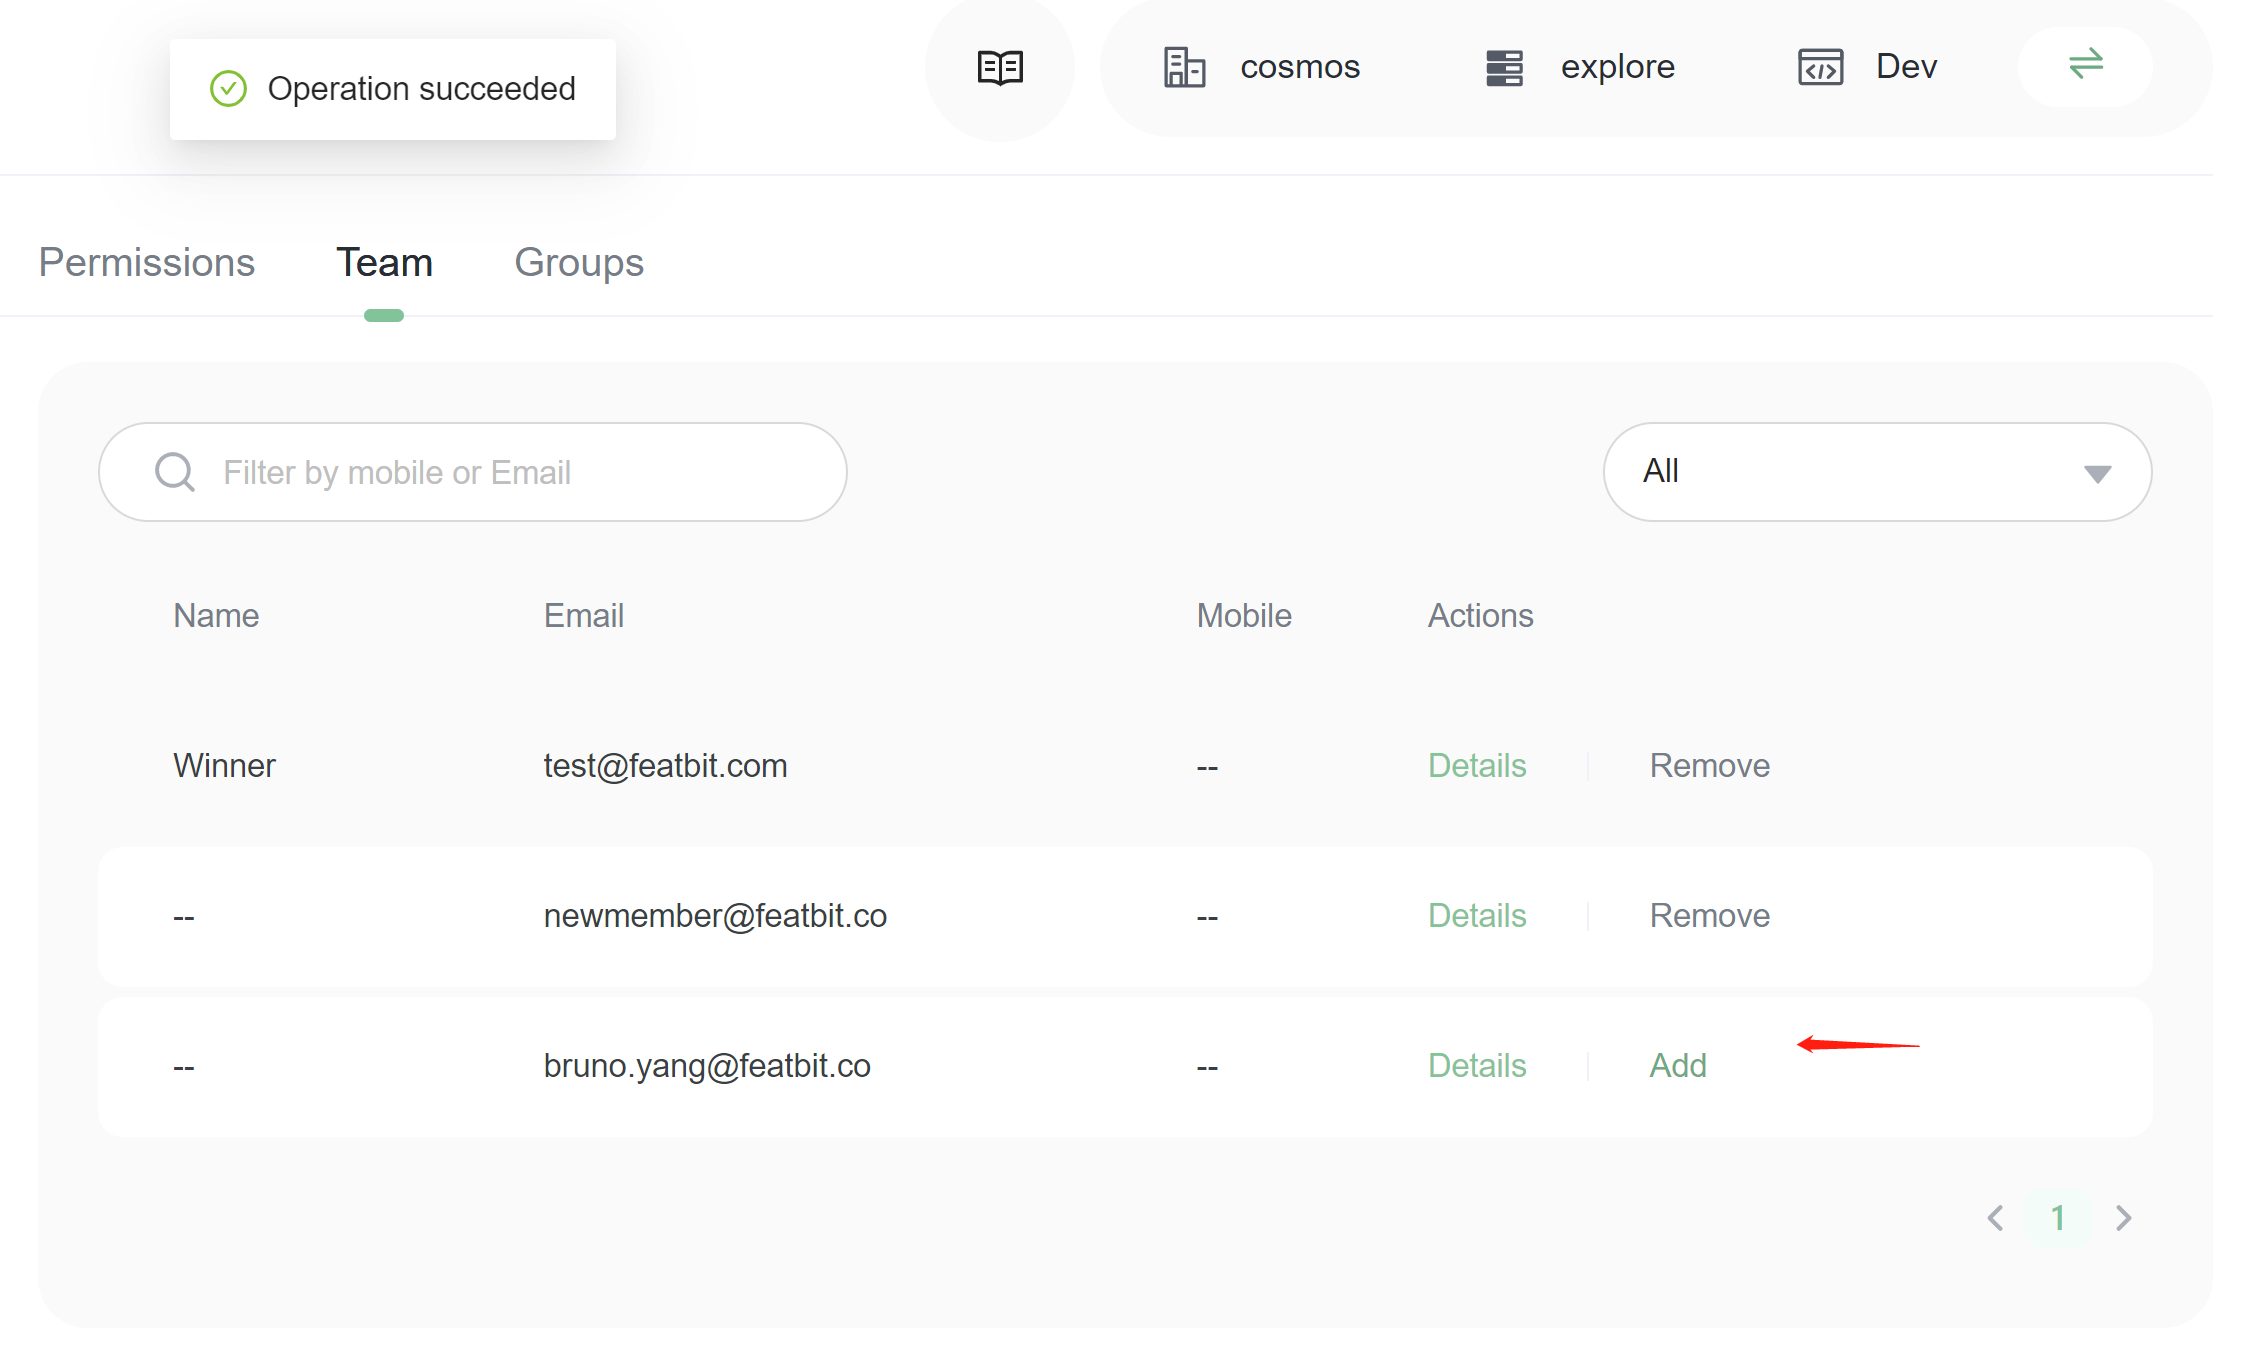 Operation succeeded
cosmos
explore
Dev
Permissions
Team
Groups
Filter by mobile or Email
All
Name Email Mobile Actions
Winner test@featbit.com -- Details Remove
-- newmember@featbit.co -- Details Remove
-- bruno.yang@featbit.co -- Details Add
1